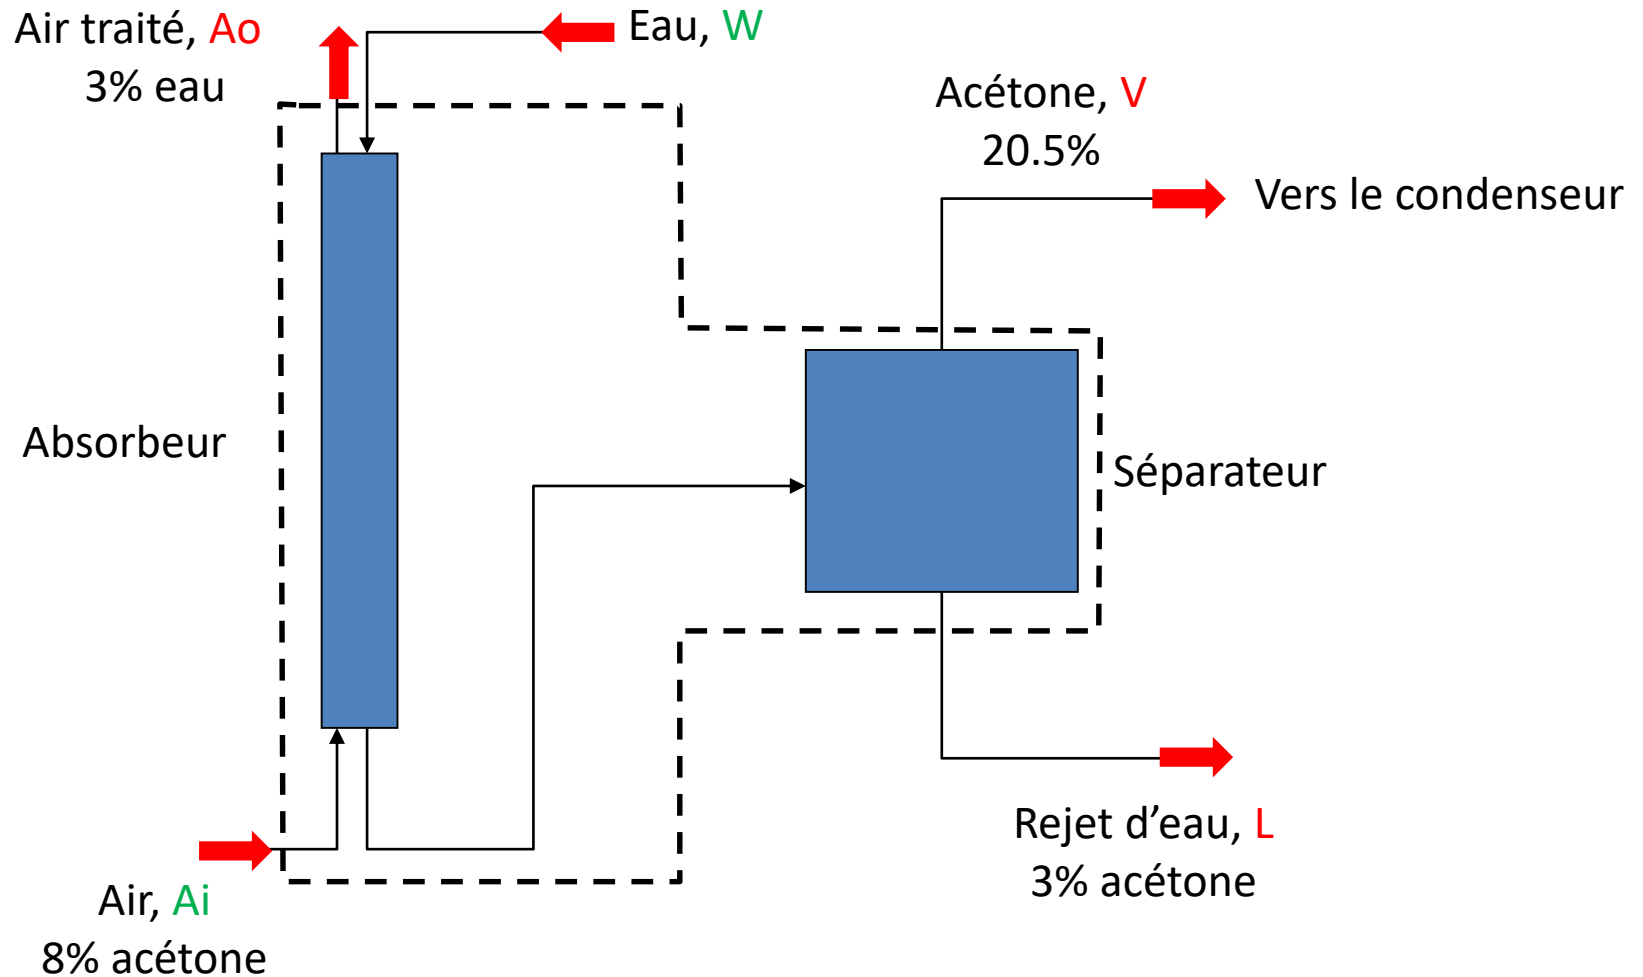 Air traité, Ao
3% eau
Eau, W
Acétone, V
20.5%
Vers le condenseur
Absorbeur
Séparateur
Rejet d’eau, L
3% acétone
Air, Ai
8% acétone